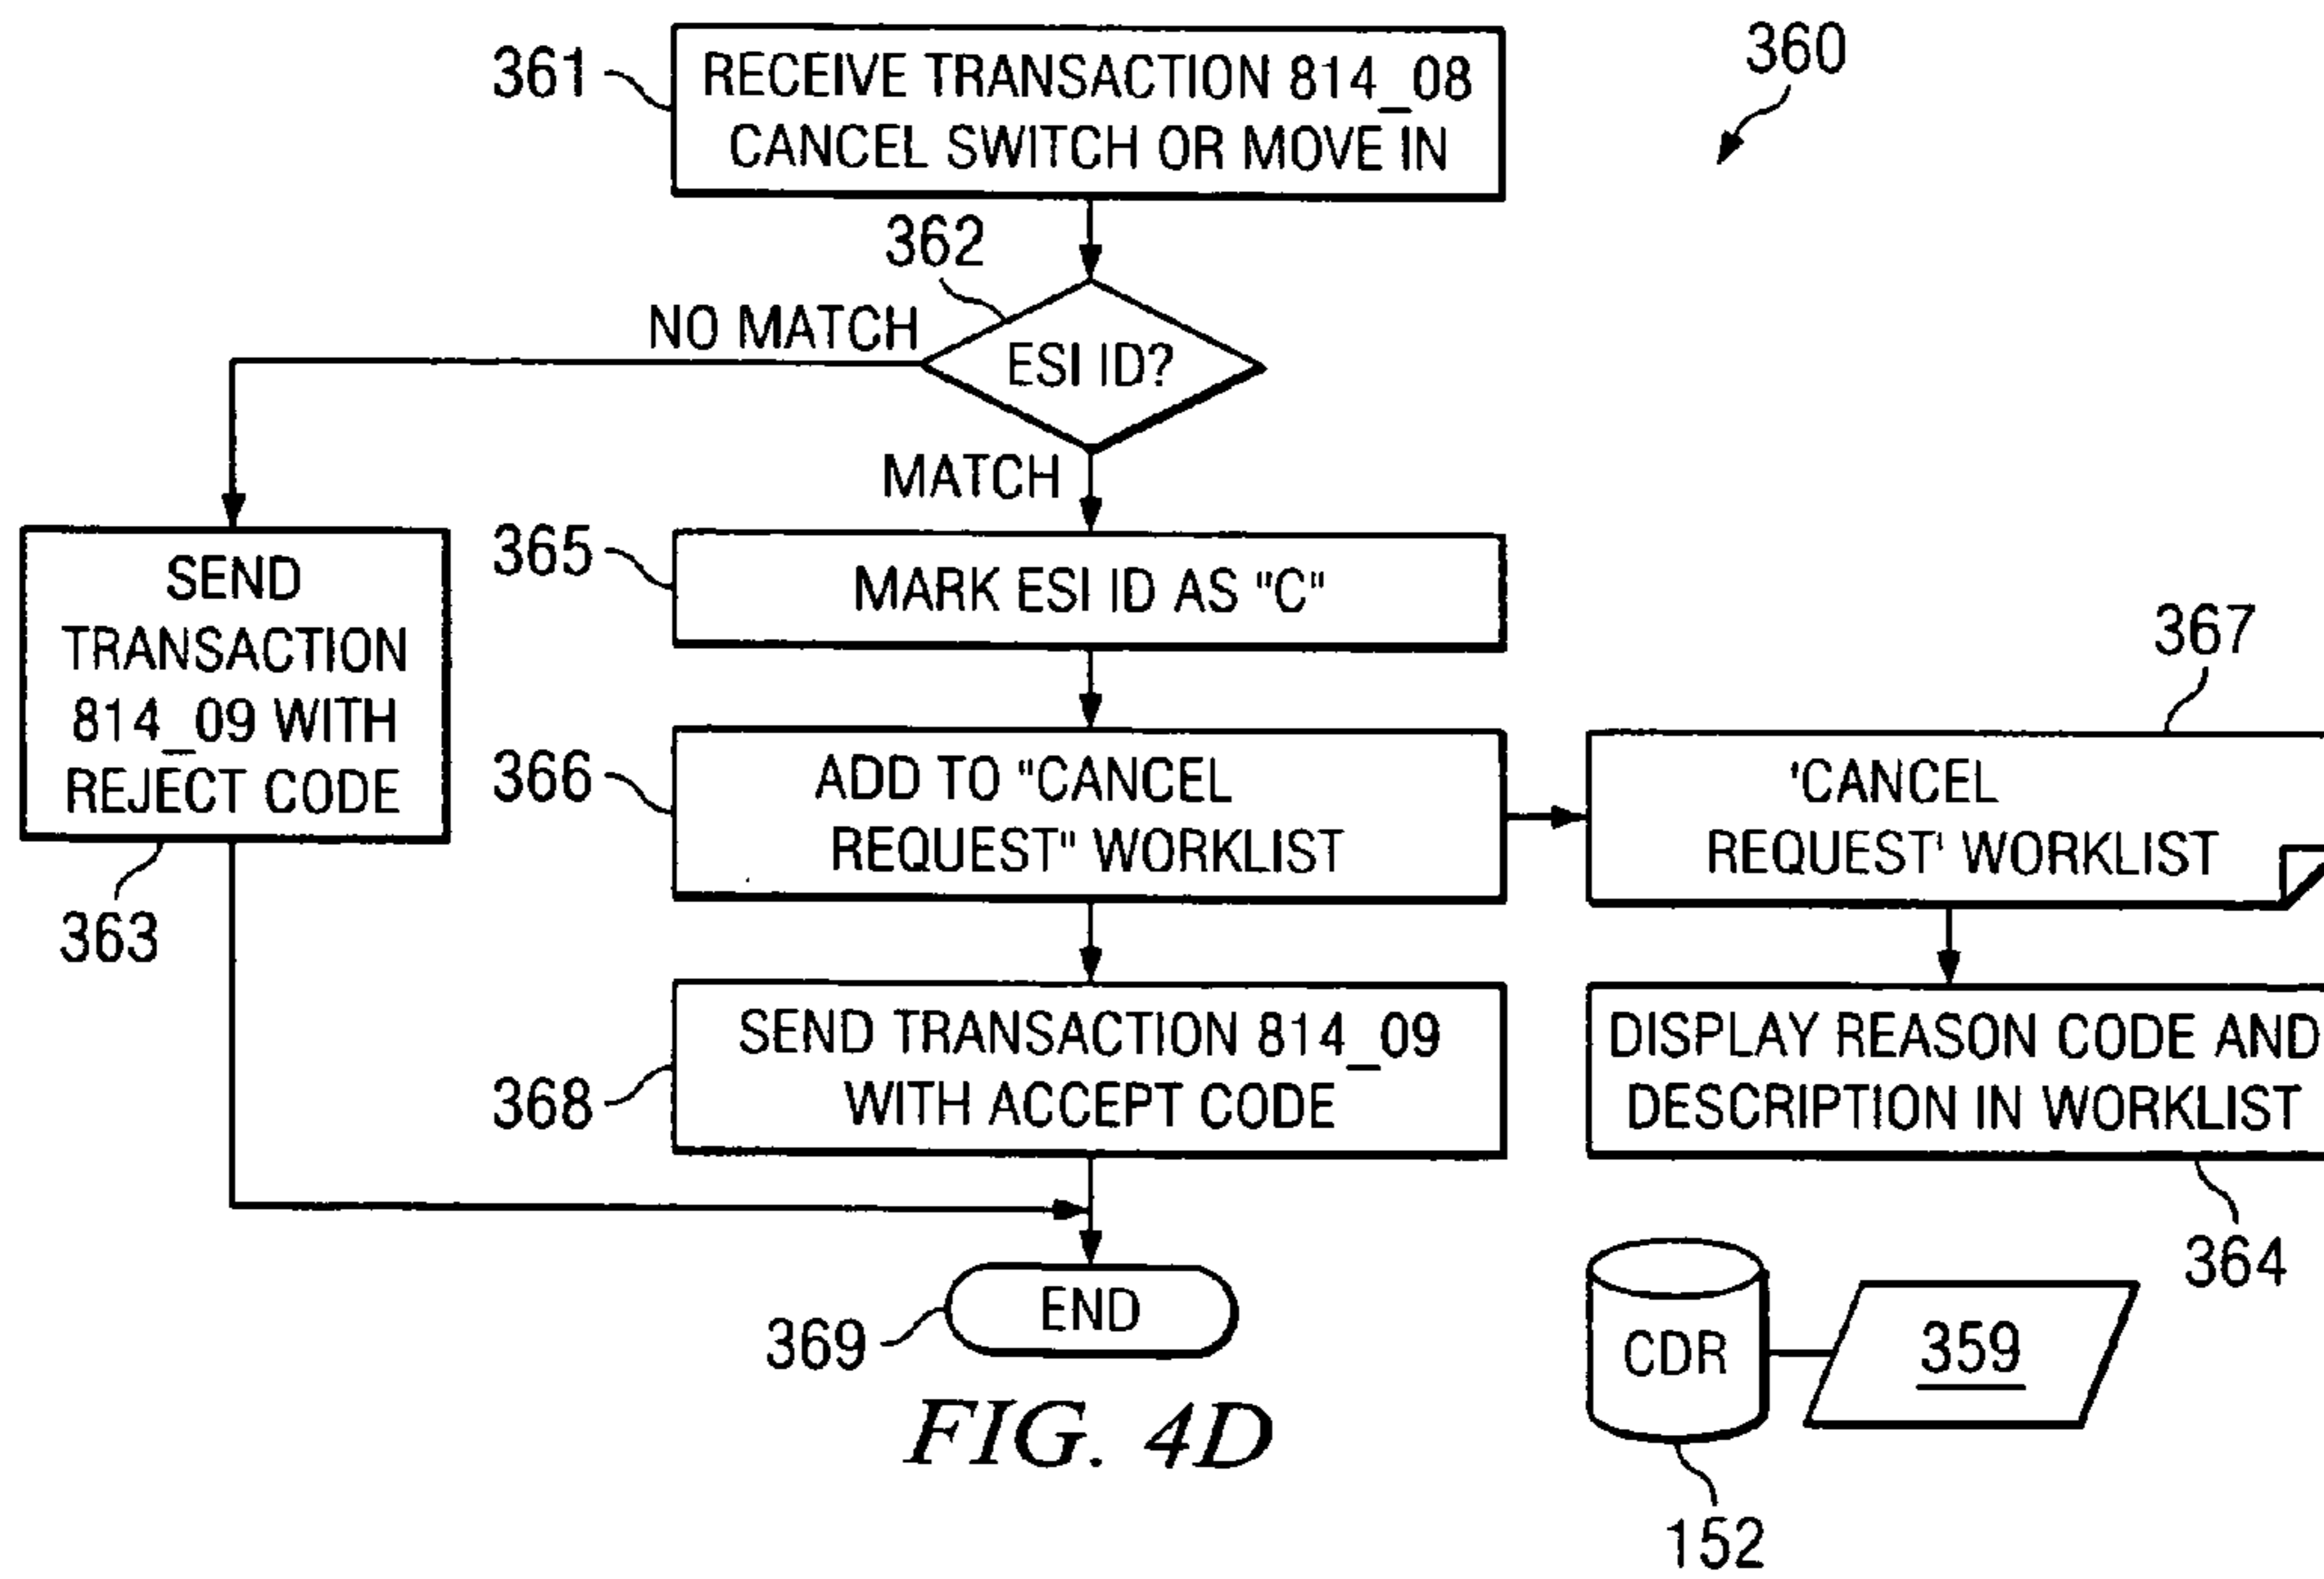 361
RECEIVE TRANSACTION 814_08
CANCEL SWITCH OR MOVE IN
360
362
NO MATCH
ESI ID?
MATCH
SEND
TRANSACTION
814_09 WITH
REJECT CODE
363
365
MARK ESI ID AS "C"
366
ADD TO "CANCEL
REQUEST" WORKLIST
367
'CANCEL
REQUEST' WORKLIST
368
SEND TRANSACTION 814_09
WITH ACCEPT CODE
DISPLAY REASON CODE AND
DESCRIPTION IN WORKLIST
364
369
END
CDR
359
152
FIG. 4D